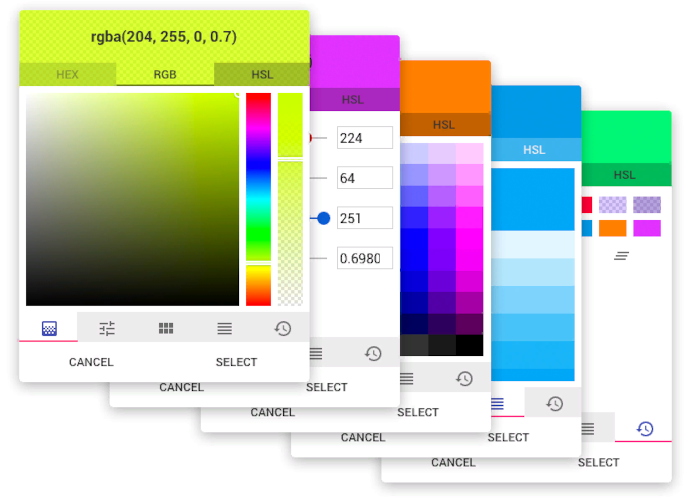 rgba(204, 255, 0, 0.7)
HEX RGB HSL
HSL
HSL
HSL
HSL
224
64
251
0.6980
CANCEL SELECT
CANCEL SELECT
CANCEL SELECT
CANCEL SELECT
CANCEL SELECT